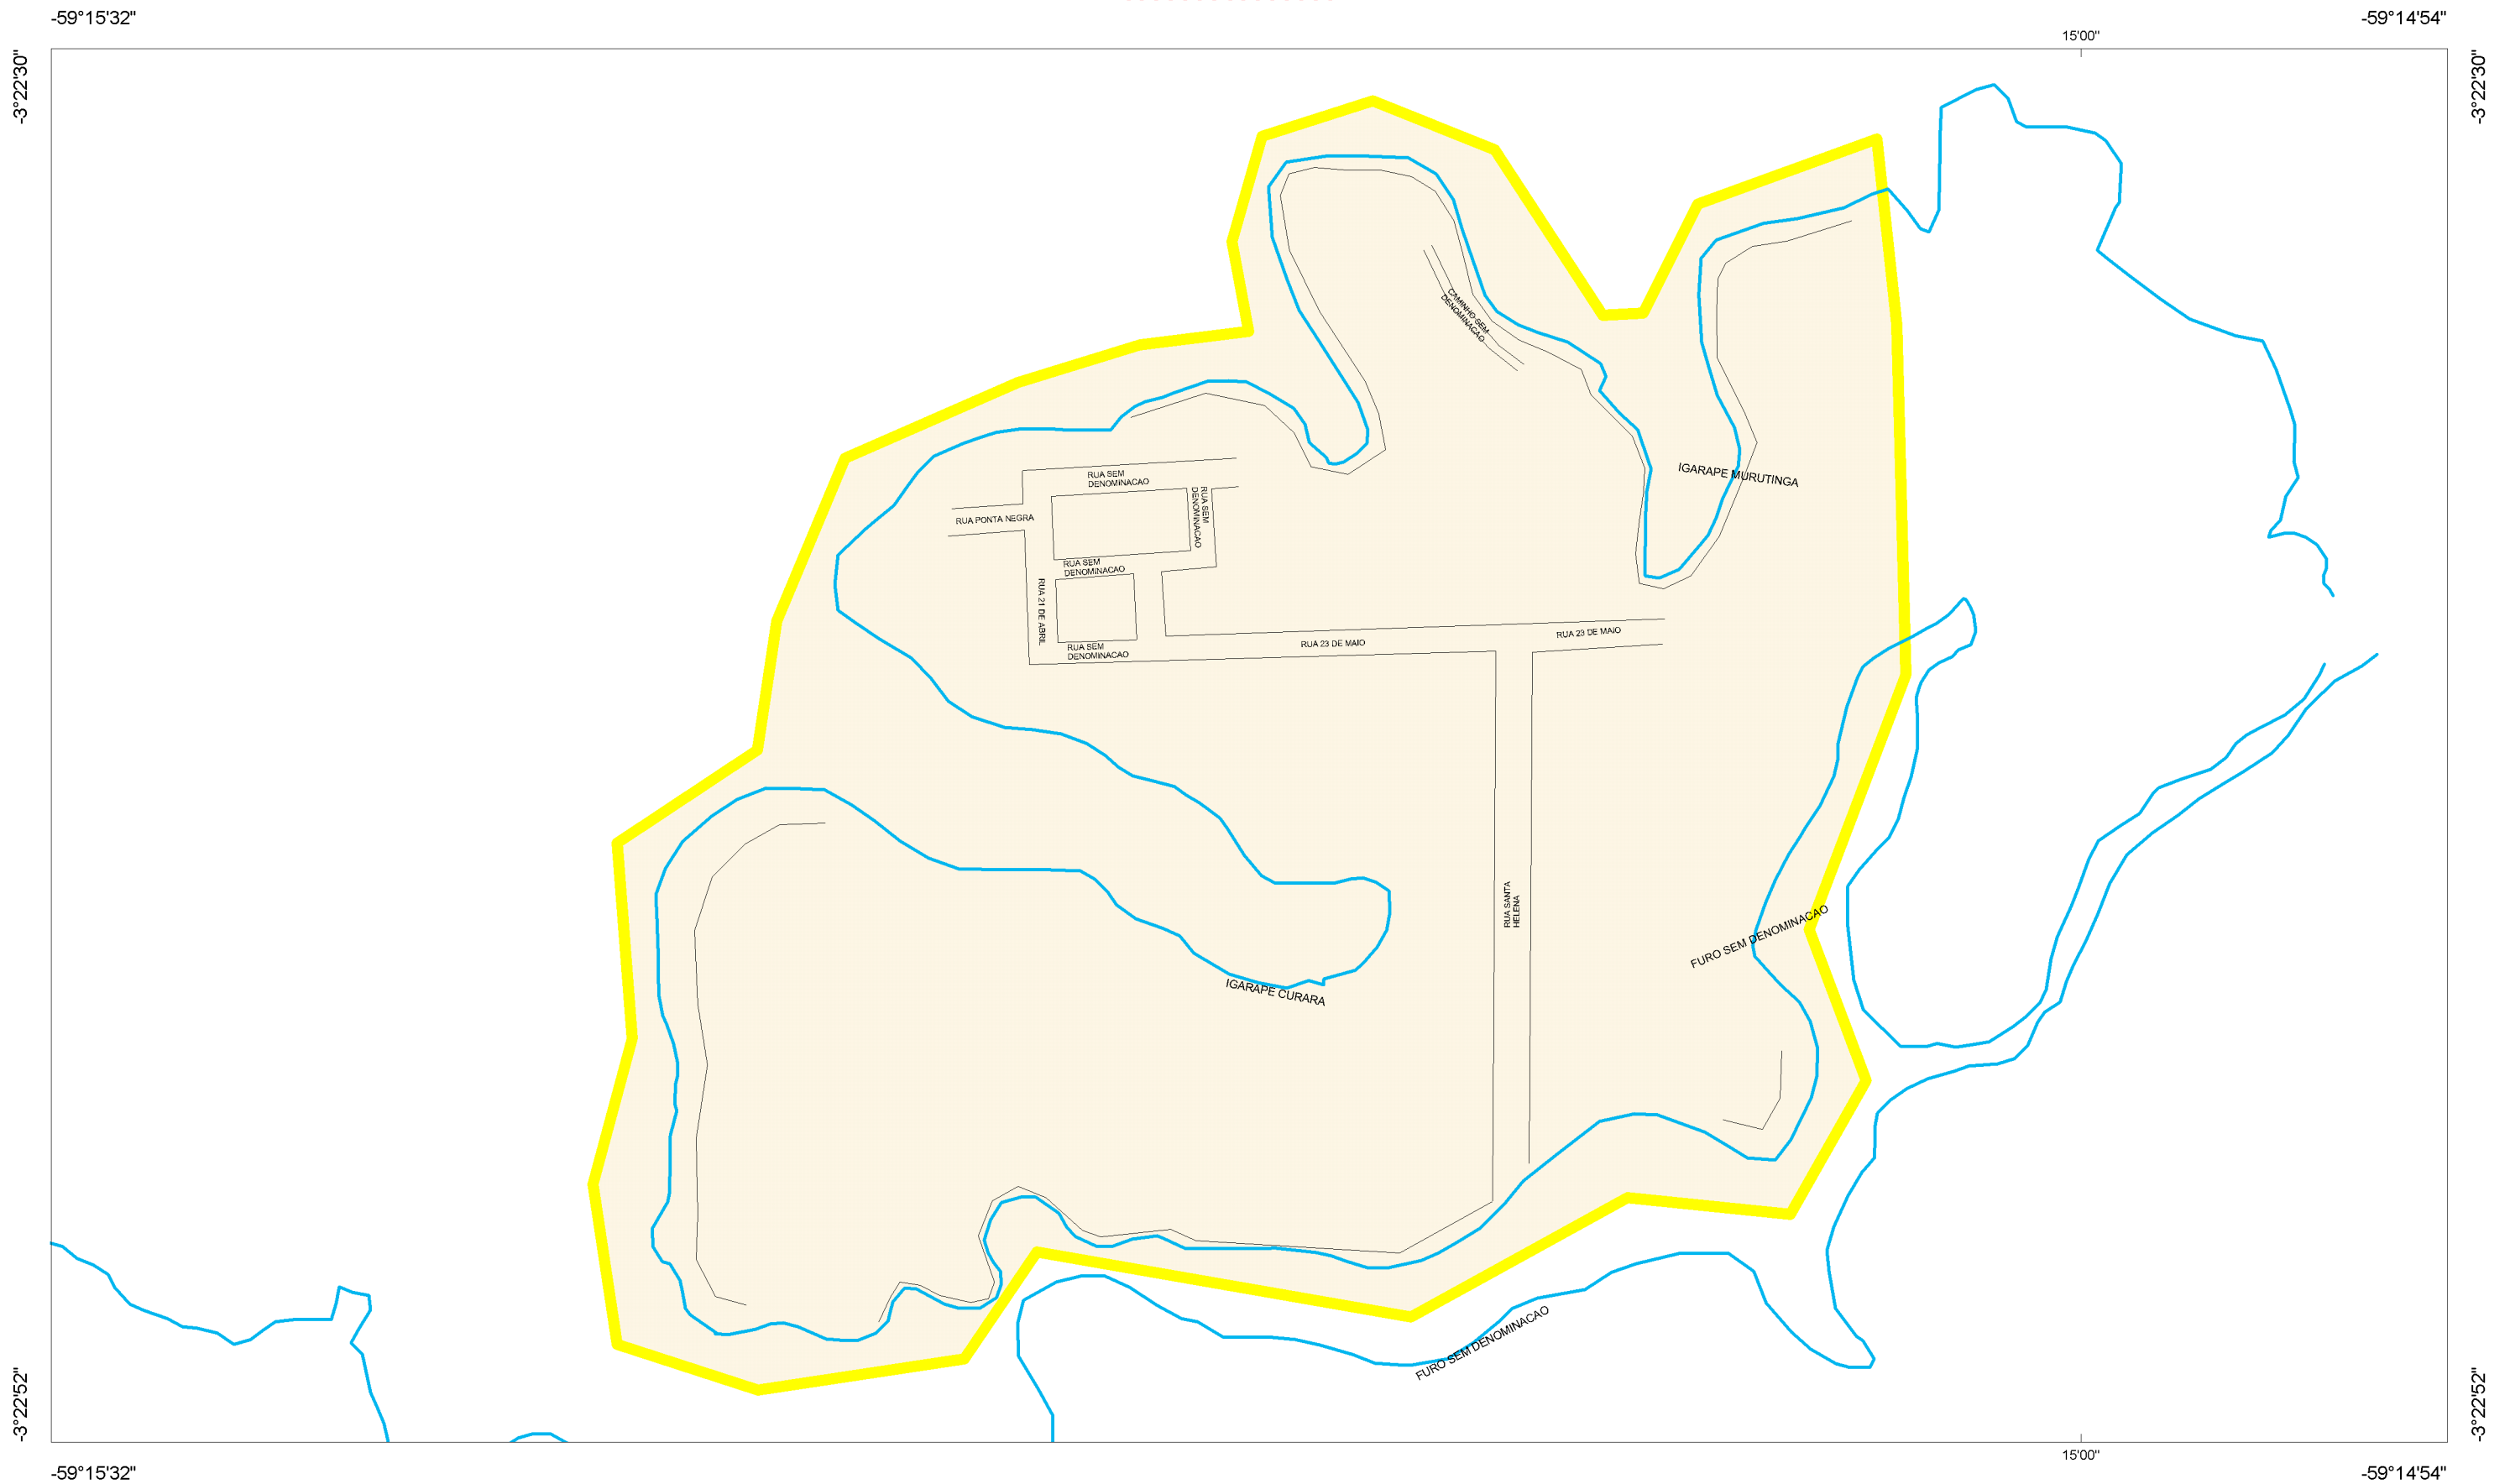 -59°15'32"
-59°14'54"
15'00"
-3°22'30"
-3°22'30"
CAMINHO SEM
DENOMINACAO
RUA SEM
DENOMINACAO
IGARAPE MURUTINGA
RUA SEM
DENOMINACAO
RUA PONTA NEGRA
RUA SEM
DENOMINACAO
RUA 21 DE ABRIL
RUA 23 DE MAIO
RUA 23 DE MAIO
RUA SEM
DENOMINACAO
RUA SANTA
HELENA
FURO SEM DENOMINACAO
IGARAPE CURARA
FURO SEM DENOMINACAO
-3°22'52"
-3°22'52"
15'00"
-59°15'32"
-59°14'54"